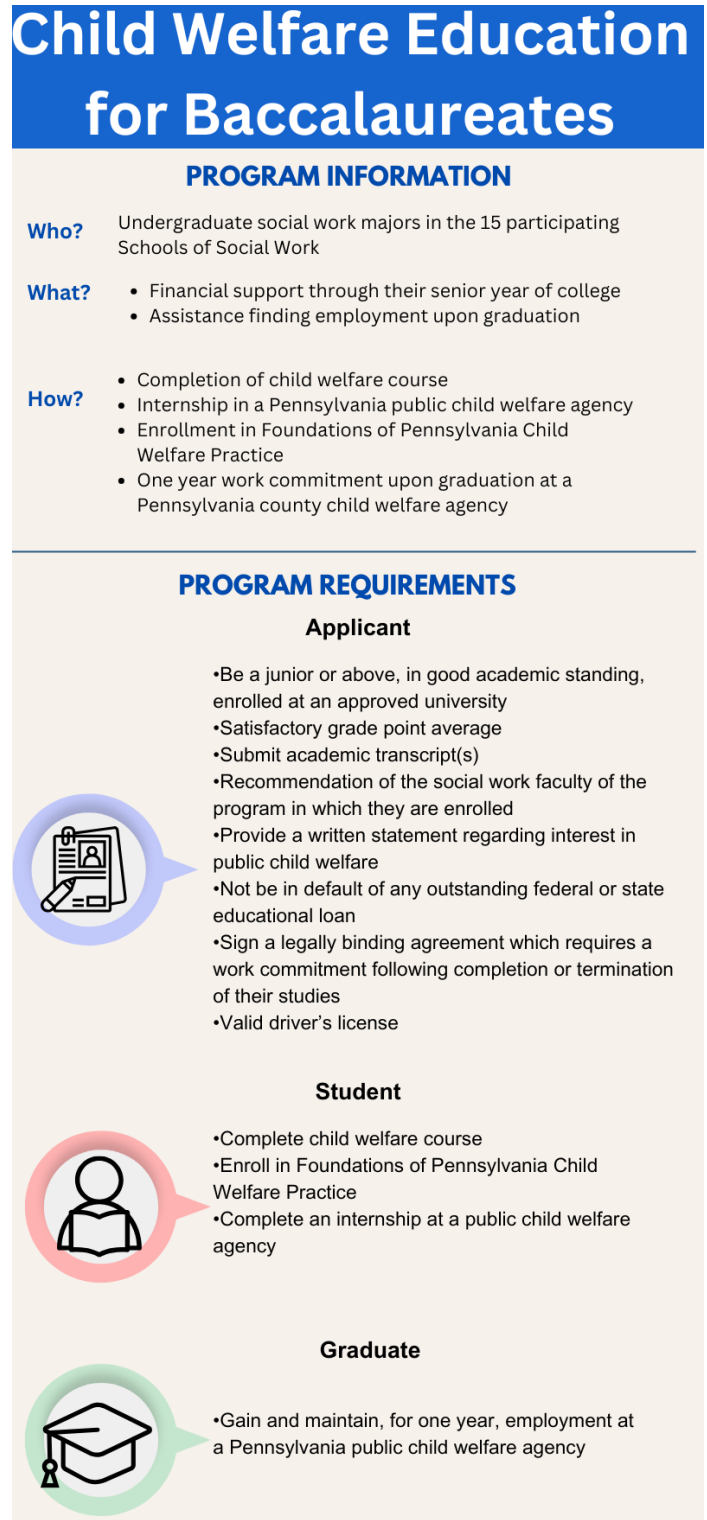 Child Welfare Education
for Baccalaureates
PROGRAM INFORMATION
Who?
Undergraduate social work majors in the 15 participating
Schools of Social Work
What?
• Financial support through their senior year of college
• Assistance finding employment upon graduation
How?
• Completion of child welfare course
• Internship in a Pennsylvania public child welfare agency
• Enrollment in Foundations of Pennsylvania Child
Welfare Practice
• One year work commitment upon graduation at a
Pennsylvania county child welfare agency
PROGRAM REQUIREMENTS
Applicant
•Be a junior or above, in good academic standing,
enrolled at an approved university
•Satisfactory grade point average
•Submit academic transcript(s)
•Recommendation of the social work faculty of the
program in which they are enrolled
•Provide a written statement regarding interest in
public child welfare
•Not be in default of any outstanding federal or state
educational loan
•Sign a legally binding agreement which requires a
work commitment following completion or termination
of their studies
•Valid driver's license
Student
•Complete child welfare course
•Enroll in Foundations of Pennsylvania Child
Welfare Practice
•Complete an internship at a public child welfare
agency
Graduate
•Gain and maintain, for one year, employment at
a Pennsylvania public child welfare agency